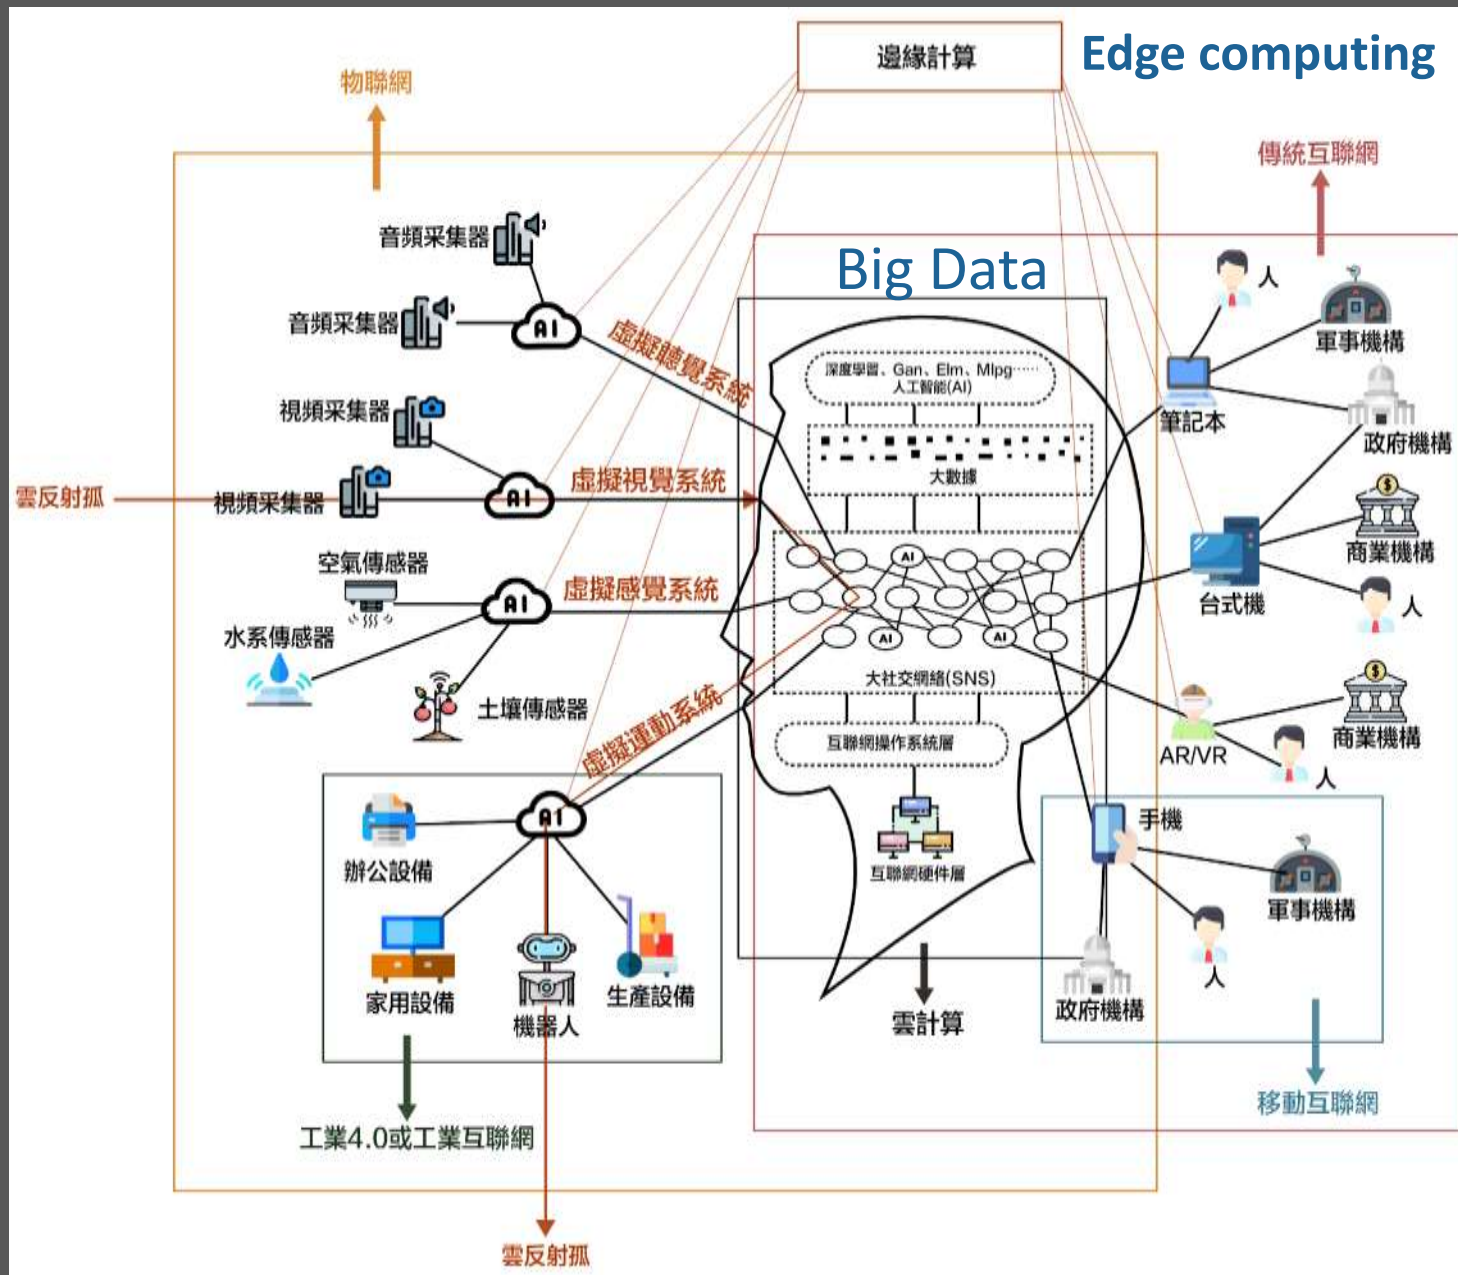 邊緣計算
Edge computing
物聯網
傳統互聯網
音頻采集器
音頻采集器
視頻采集器
視頻采集器
雲反射孤
空氣傳感器
水系傳感器
土壤傳感器
AI
AI
AI
AI
虛擬聽覺系統
虛擬視覺系統
虛擬感覺系統
虛擬運動系統
Big Data
深度學習、Gan、Elm、Mlpg……
人工智能(AI)
大數據
AI
AI
AI
大社交網絡(SNS)
互聯網操作系統層
互聯網硬件層
雲計算
人
軍事機構
筆記本
政府機構
商業機構
台式機
人
商業機構
AR/VR
人
手機
軍事機構
人
政府機構
移動互聯網
辦公設備
家用設備
機器人
生產設備
工業4.0或工業互聯網
雲反射孤